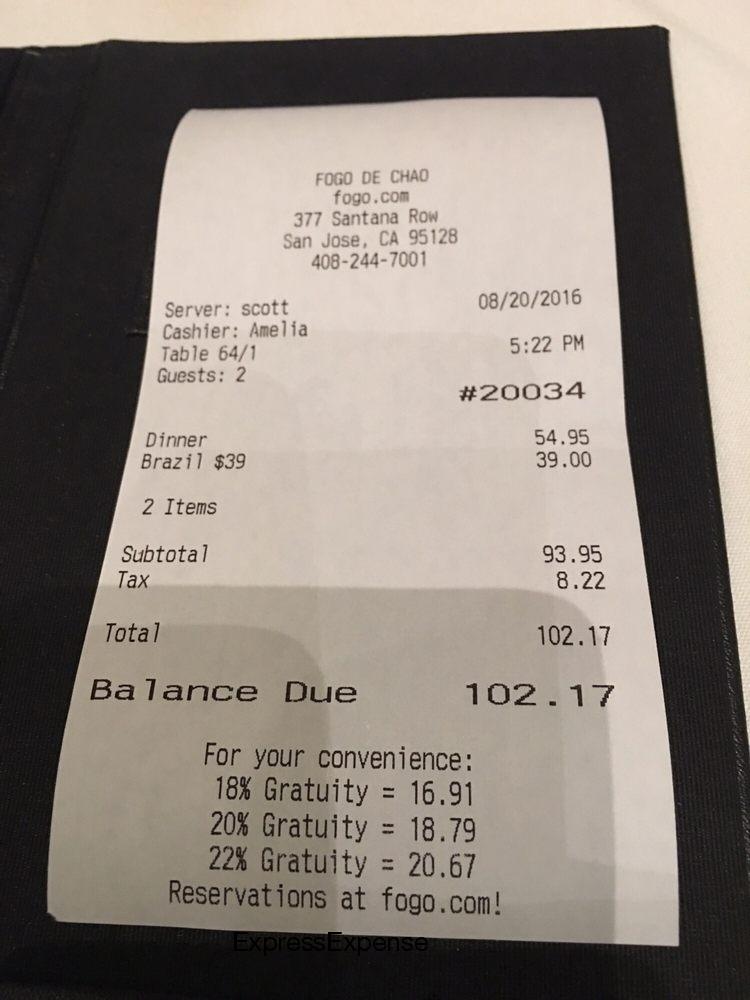 FOGO DE CHAO
fogo.com
377 Santana Row
San Jose, CA 95128
408-244-7001
Server: scott 08/20/2016
Cashier: Amelia
Table 64/1 5:22 PM
Guests: 2
#20034
Dinner 54.95
Brazil $39 39.00
2 Items
Subtotal 93.95
Tax 8.22
Total 102.17
Balance Due 102.17
For your convenience:
18% Gratuity = 16.91
20% Gratuity = 18.79
22% Gratuity = 20.67
Reservations at fogo.com!
ExpressExpense